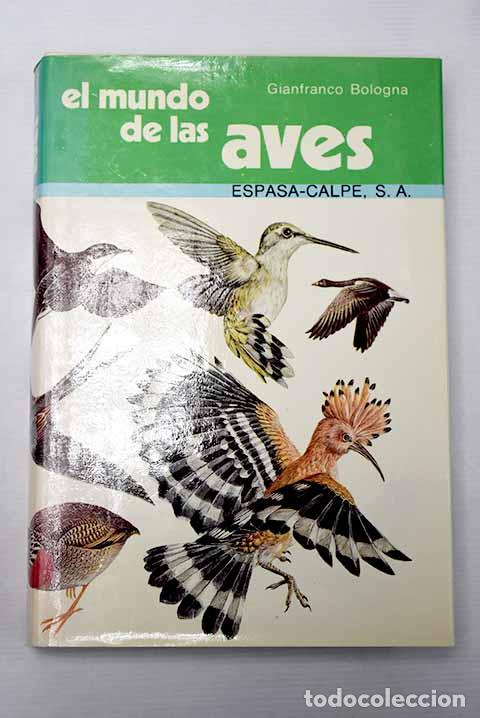 Gianfranco Bologna
el mundo
de las aves
ESPASA-CALPE, S. A.
todocoleccion